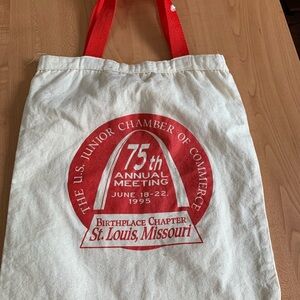 THE U.S. JUNIOR CHAMBER OF COMMERCE
75th
ANNUAL
MEETING
JUNE 18-22,
1995
BIRTHPLACE CHAPTER
St. Louis, Missouri